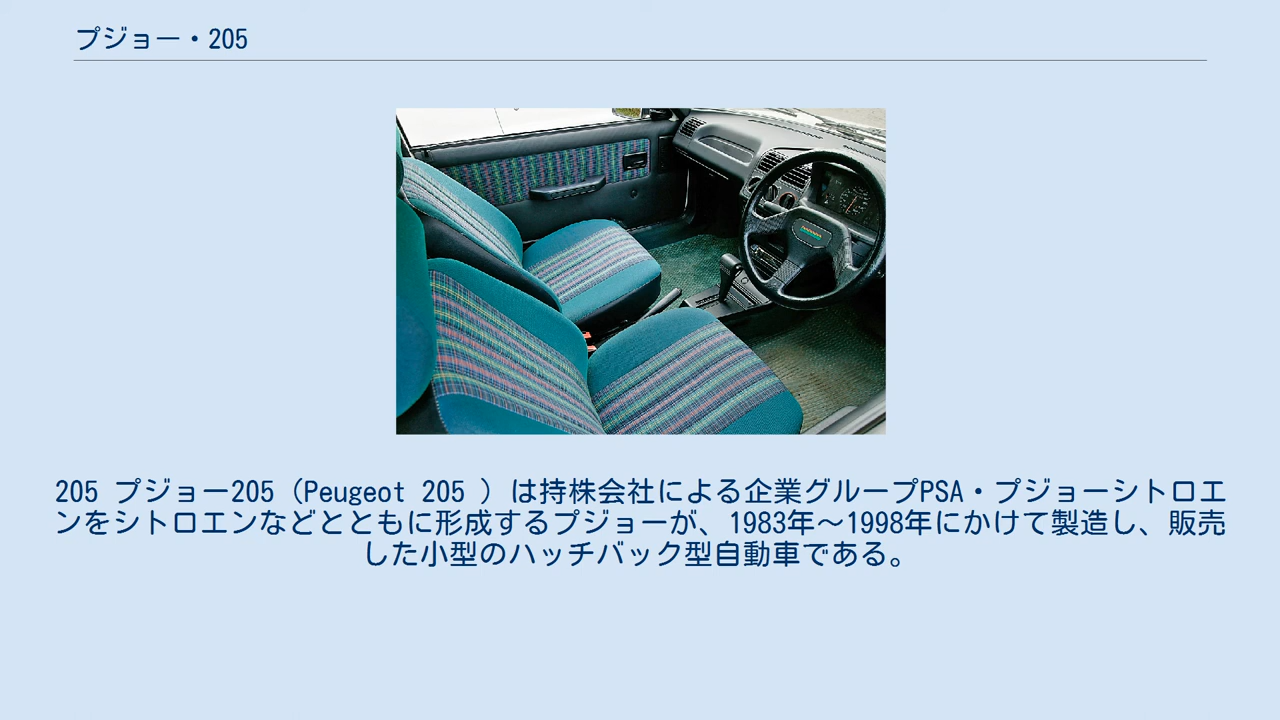 プジョー・205
205 プジョー205（Peugeot 205 ）は持株会社による企業グループPSA・プジョーシトロエ
ンをシトロエンなどとともに形成するプジョーが、1983年〜1998年にかけて製造し、販売
した小型のハッチバック型自動車である。